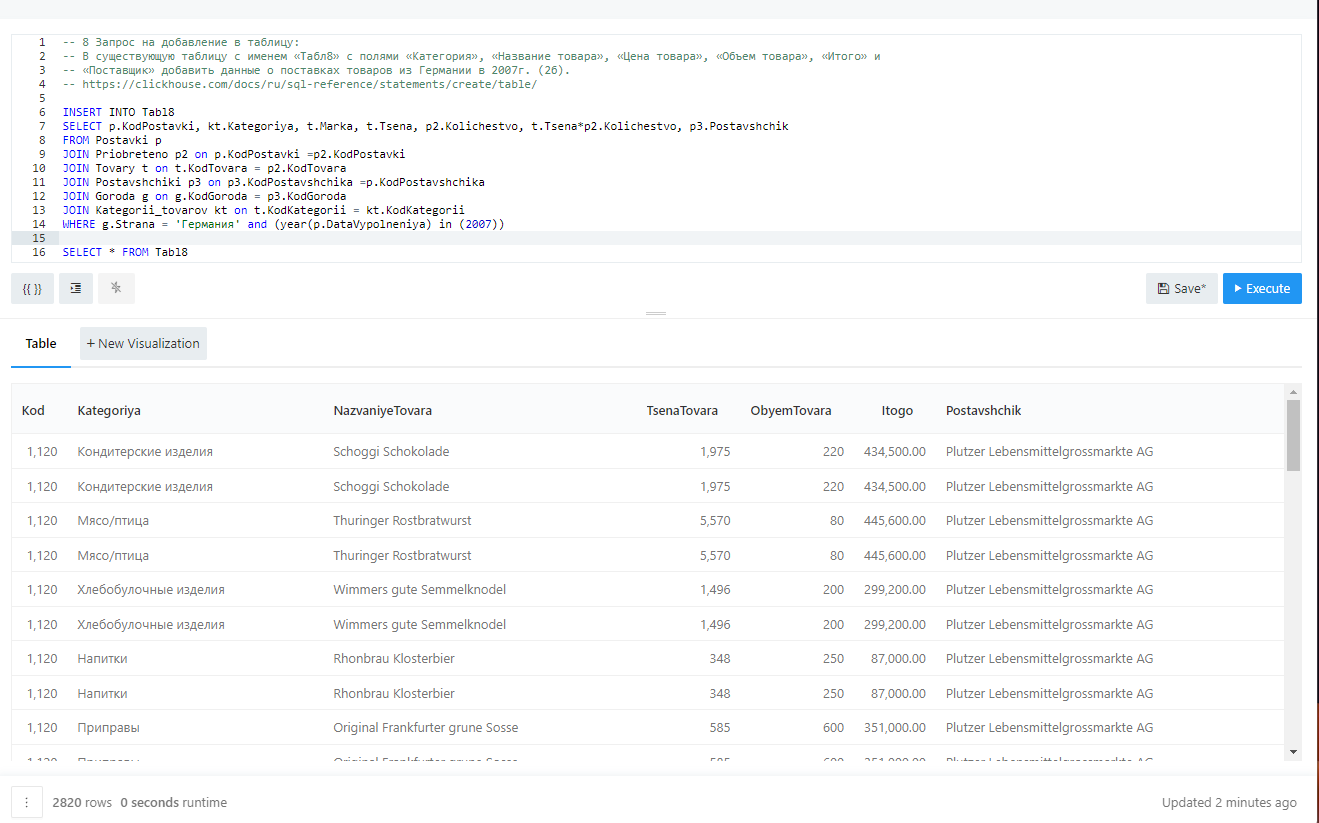 1 -- 8 Запрос на добавление в таблицу:
2 -- В существующую таблицу с именем «Табл8» с полями «Категория», «Название товара», «Цена товара», «Объем товара», «Итого» и
3 -- «Поставщик» добавить данные о поставках товаров из Германии в 2007г. (2б).
4 -- https://clickhouse.com/docs/ru/sql-reference/statements/create/table/
5
6 INSERT INTO Tabl8
7 SELECT p.KodPostavki, kt.Kategoriya, t.Marka, t.Tsena, p2.Kolichestvo, t.Tsena*p2.Kolichestvo, p3.Postavshchik
8 FROM Postavki p
9 JOIN Priobreteno p2 on p.KodPostavki =p2.KodPostavki
10 JOIN Tovary t on t.KodTovara = p2.KodTovara
11 JOIN Postavshchiki p3 on p3.KodPostavshchika =p.KodPostavshchika
12 JOIN Goroda g on g.KodGoroda = p3.KodGoroda
13 JOIN Kategorii_tovarov kt on t.KodKategorii = kt.KodKategorii
14 WHERE g.Strana = 'Германия' and (year(p.DataVypolneniya) in (2007))
15
16 SELECT * FROM Tabl8
{{ }} Save* Execute
Table + New Visualization
Kod Kategoriya NazvaniyeTovara TsenaTovara ObyemTovara Itogo Postavshchik
1,120 Кондитерские изделия Schoggi Schokolade 1,975 220 434,500.00 Plutzer Lebensmittelgrossmarkte AG
1,120 Кондитерские изделия Schoggi Schokolade 1,975 220 434,500.00 Plutzer Lebensmittelgrossmarkte AG
1,120 Мясо/птица Thuringer Rostbratwurst 5,570 80 445,600.00 Plutzer Lebensmittelgrossmarkte AG
1,120 Мясо/птица Thuringer Rostbratwurst 5,570 80 445,600.00 Plutzer Lebensmittelgrossmarkte AG
1,120 Хлебобулочные изделия Wimmers gute Semmelknodel 1,496 200 299,200.00 Plutzer Lebensmittelgrossmarkte AG
1,120 Хлебобулочные изделия Wimmers gute Semmelknodel 1,496 200 299,200.00 Plutzer Lebensmittelgrossmarkte AG
1,120 Напитки Rhonbrau Klosterbier 348 250 87,000.00 Plutzer Lebensmittelgrossmarkte AG
1,120 Напитки Rhonbrau Klosterbier 348 250 87,000.00 Plutzer Lebensmittelgrossmarkte AG
1,120 Приправы Original Frankfurter grune Sosse 585 600 351,000.00 Plutzer Lebensmittelgrossmarkte AG
2820 rows 0 seconds runtime Updated 2 minutes ago